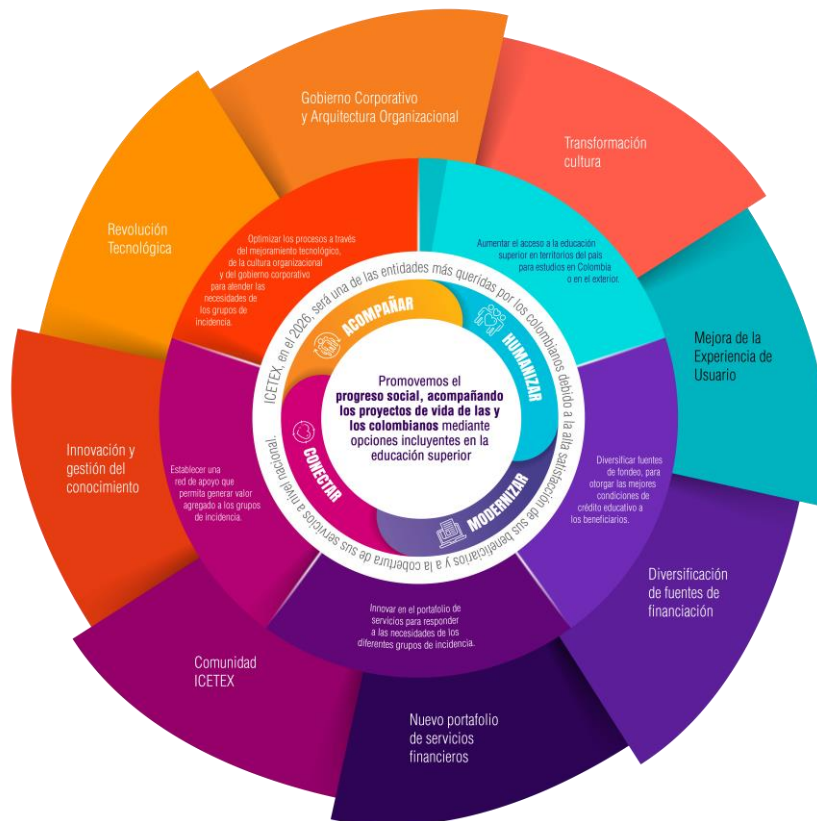 Gobierno Corporativo
y Arquitectura Organizacional
Transformación
cultura
Mejora de la
Experiencia de
Usuario
Diversificación
de fuentes de
financiación
Nuevo portafolio
de servicios
financieros
Comunidad
ICETEX
Innovación y
gestión del
conocimiento
Revolución
Tecnológica
Optimizar los procesos a través
del mejoramiento tecnológico,
de la cultura organizacional
y del gobierno corporativo
para atender las
necesidades de
los grupos de
incidencia.
Aumentar el acceso a la educación
superior en territorios del país
para estudios en Colombia
o en el exterior.
Diversificar fuentes
de fondeo, para
otorgar las mejores
condiciones de
crédito educativo a
los beneficiarios.
Innovar en el portafolio de
servicios para responder
a las necesidades de los
diferentes grupos de incidencia.
Establecer una
red de apoyo que
permita generar valor
agregado a los grupos
de incidencia.
ICETEX, en el 2026, será una de las entidades más queridas por los colombianos debido a la alta satisfacción de sus beneficiarios y a la cobertura de sus servicios a nivel nacional.
ACOMPAÑAR
HUMANIZAR
MODERNIZAR
CONECTAR
Promovemos el
progreso social, acompañando
los proyectos de vida de las y
los colombianos mediante
opciones incluyentes en la
educación superior